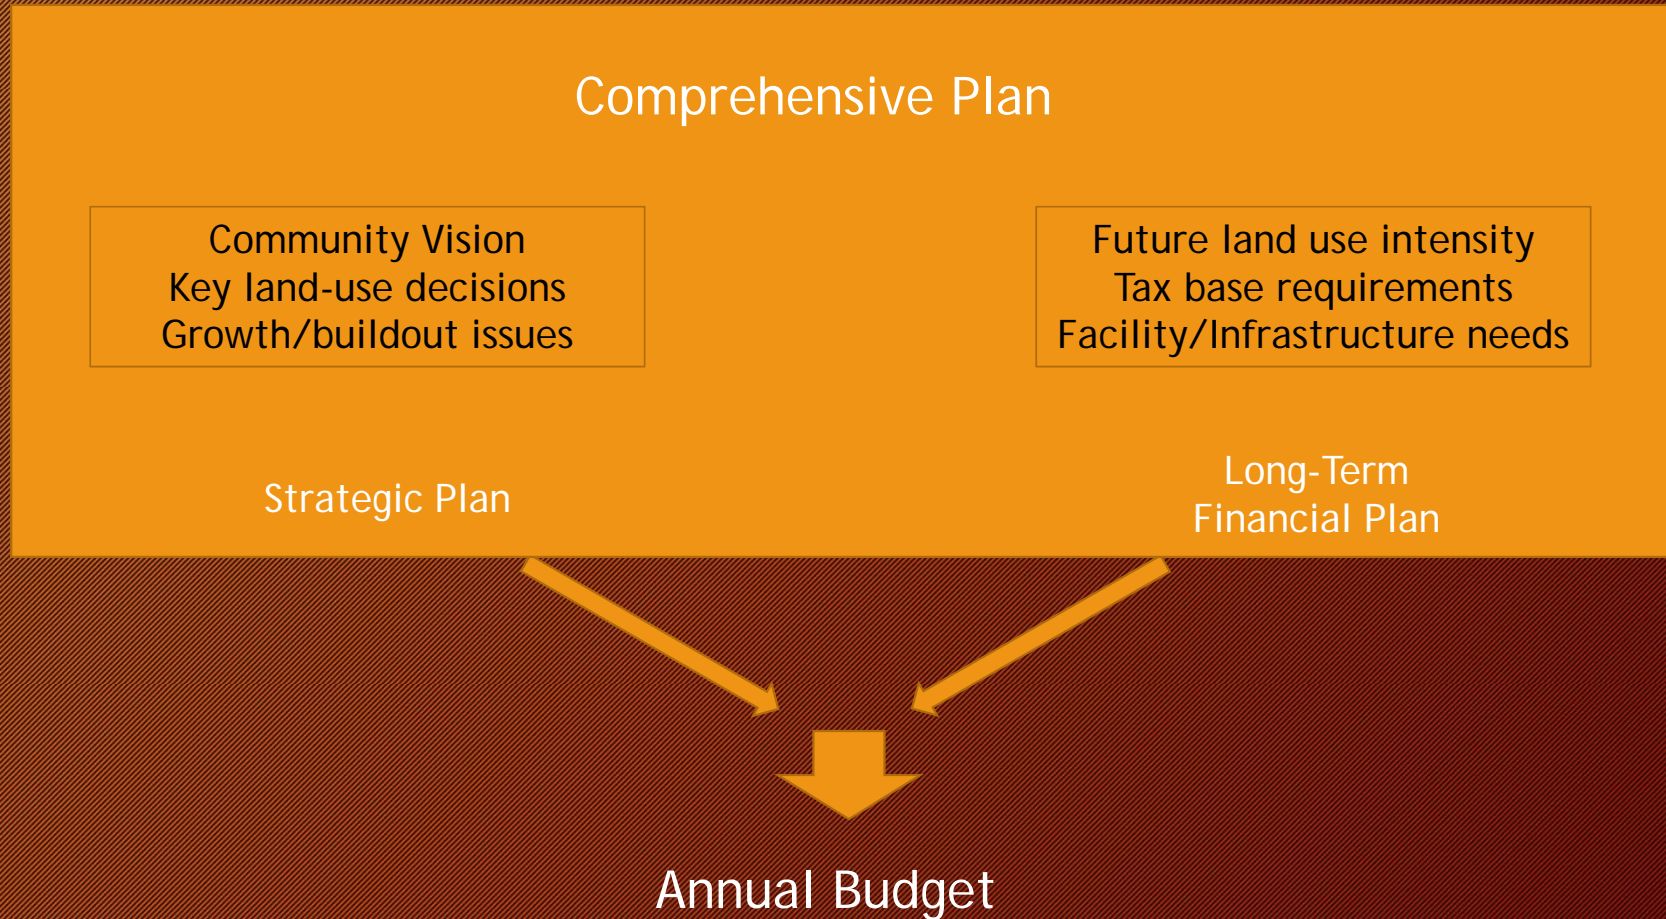 Comprehensive Plan
Community Vision
Key land-use decisions
Growth/buildout issues
Future land use intensity
Tax base requirements
Facility/Infrastructure needs
Strategic Plan
Long-Term
Financial Plan
Annual Budget